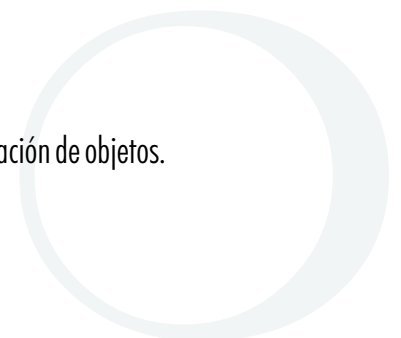 ación de objetos.